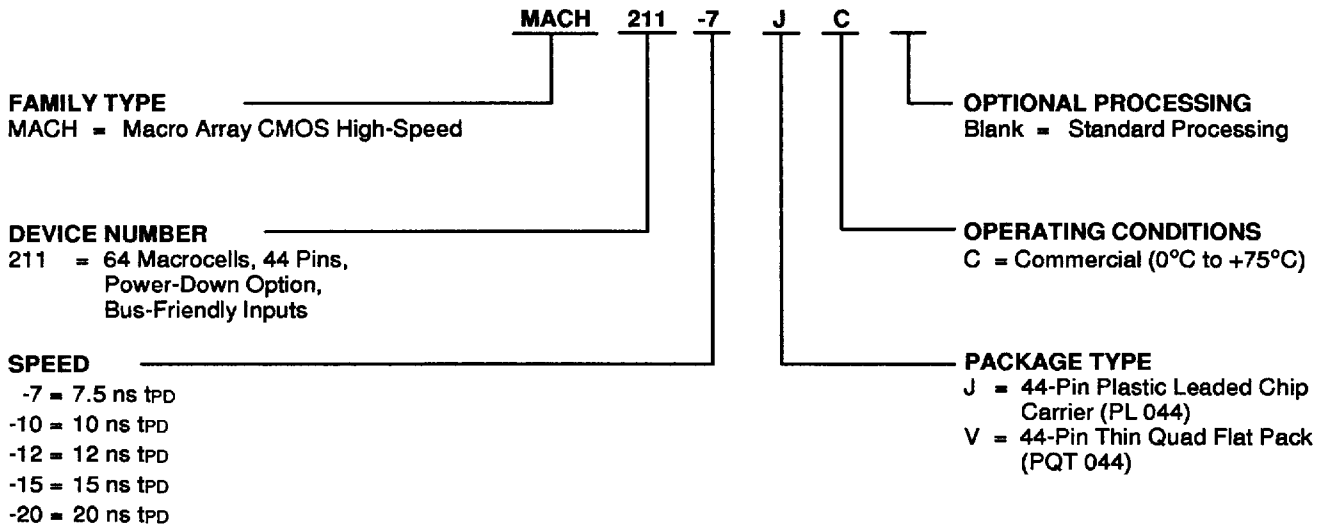 MACH 211 -7 J C
FAMILY TYPE
MACH = Macro Array CMOS High-Speed
OPTIONAL PROCESSING
Blank = Standard Processing
DEVICE NUMBER
211 = 64 Macrocells, 44 Pins,
Power-Down Option,
Bus-Friendly Inputs
OPERATING CONDITIONS
C = Commercial (0°C to +75°C)
SPEED
-7 = 7.5 ns tPD
-10 = 10 ns tPD
-12 = 12 ns tPD
-15 = 15 ns tPD
-20 = 20 ns tPD
PACKAGE TYPE
J = 44-Pin Plastic Leaded Chip
Carrier (PL 044)
V = 44-Pin Thin Quad Flat Pack
(PQT 044)